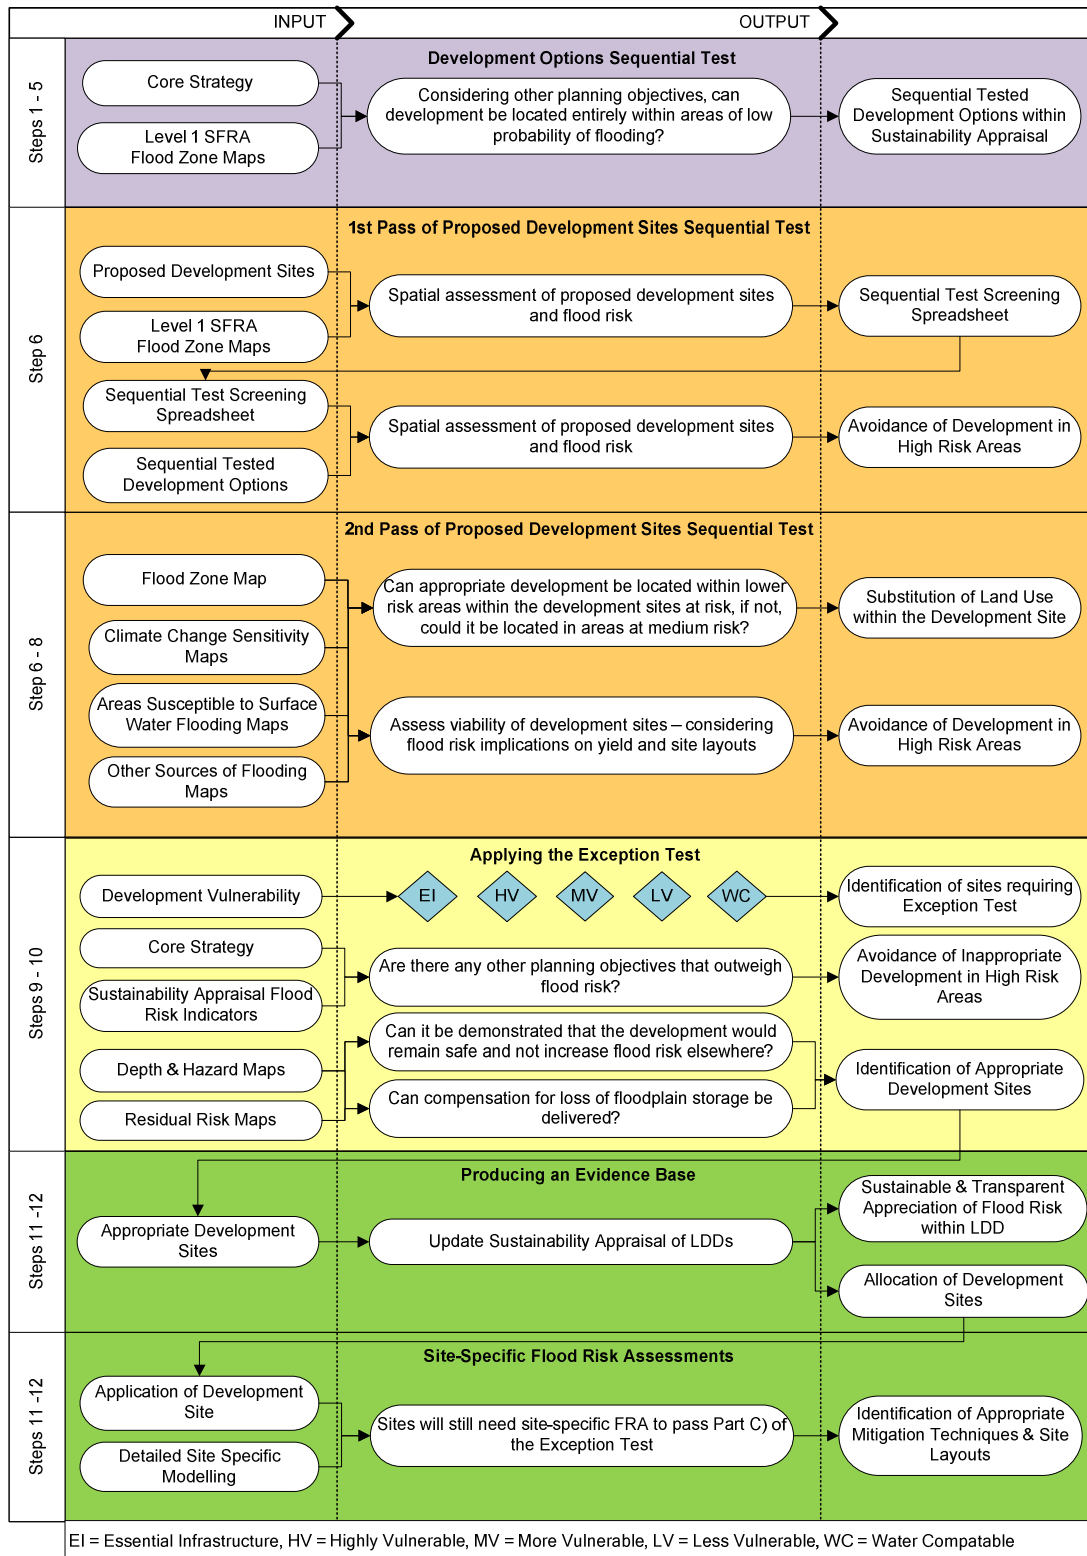 INPUT
OUTPUT
Steps 1 - 5
Development Options Sequential Test
Core Strategy
Level 1 SFRA
Flood Zone Maps
Considering other planning objectives, can
development be located entirely within areas of low
probability of flooding?
Sequential Tested
Development Options within
Sustainability Appraisal
Step 6
1st Pass of Proposed Development Sites Sequential Test
Proposed Development Sites
Level 1 SFRA
Flood Zone Maps
Spatial assessment of proposed development sites
and flood risk
Sequential Test Screening
Spreadsheet
Sequential Test Screening
Spreadsheet
Sequential Tested
Development Options
Spatial assessment of proposed development sites
and flood risk
Avoidance of Development in
High Risk Areas
Step 6 - 8
2nd Pass of Proposed Development Sites Sequential Test
Flood Zone Map
Climate Change Sensitivity
Maps
Areas Susceptible to Surface
Water Flooding Maps
Other Sources of Flooding
Maps
Can appropriate development be located within lower
risk areas within the development sites at risk, if not,
could it be located in areas at medium risk?
Substitution of Land Use
within the Development Site
Assess viability of development sites – considering
flood risk implications on yield and site layouts
Avoidance of Development in
High Risk Areas
Steps 9 - 10
Applying the Exception Test
Development Vulnerability
EI
HV
MV
LV
WC
Identification of sites requiring
Exception Test
Core Strategy
Sustainability Appraisal Flood
Risk Indicators
Are there any other planning objectives that outweigh
flood risk?
Avoidance of Inappropriate
Development in High Risk
Areas
Depth & Hazard Maps
Residual Risk Maps
Can it be demonstrated that the development would
remain safe and not increase flood risk elsewhere?
Can compensation for loss of floodplain storage be
delivered?
Identification of Appropriate
Development Sites
Steps 11 -12
Producing an Evidence Base
Appropriate Development
Sites
Update Sustainability Appraisal of LDDs
Sustainable & Transparent
Appreciation of Flood Risk
within LDD
Allocation of Development
Sites
Steps 11 -12
Site-Specific Flood Risk Assessments
Application of Development
Site
Detailed Site Specific
Modelling
Sites will still need site-specific FRA to pass Part C) of
the Exception Test
Identification of Appropriate
Mitigation Techniques & Site
Layouts
EI = Essential Infrastructure, HV = Highly Vulnerable, MV = More Vulnerable, LV = Less Vulnerable, WC = Water Compatable